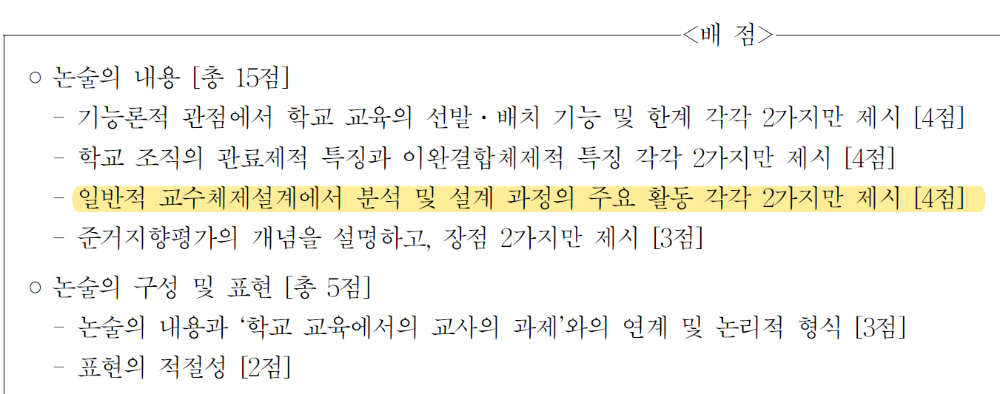 <배 점>
○ 논술의 내용 [총 15점]
- 기능론적 관점에서 학교 교육의 선발·배치 기능 및 한계 각각 2가지만 제시 [4점]
- 학교 조직의 관료제적 특징과 이완결합체제적 특징 각각 2가지만 제시 [4점]
- 일반적 교수체제설계에서 분석 및 설계 과정의 주요 활동 각각 2가지만 제시 [4점]
- 준거지향평가의 개념을 설명하고, 장점 2가지만 제시 [3점]
○ 논술의 구성 및 표현 [총 5점]
- 논술의 내용과 ‘학교 교육에서의 교사의 과제’와의 연계 및 논리적 형식 [3점]
- 표현의 적절성 [2점]